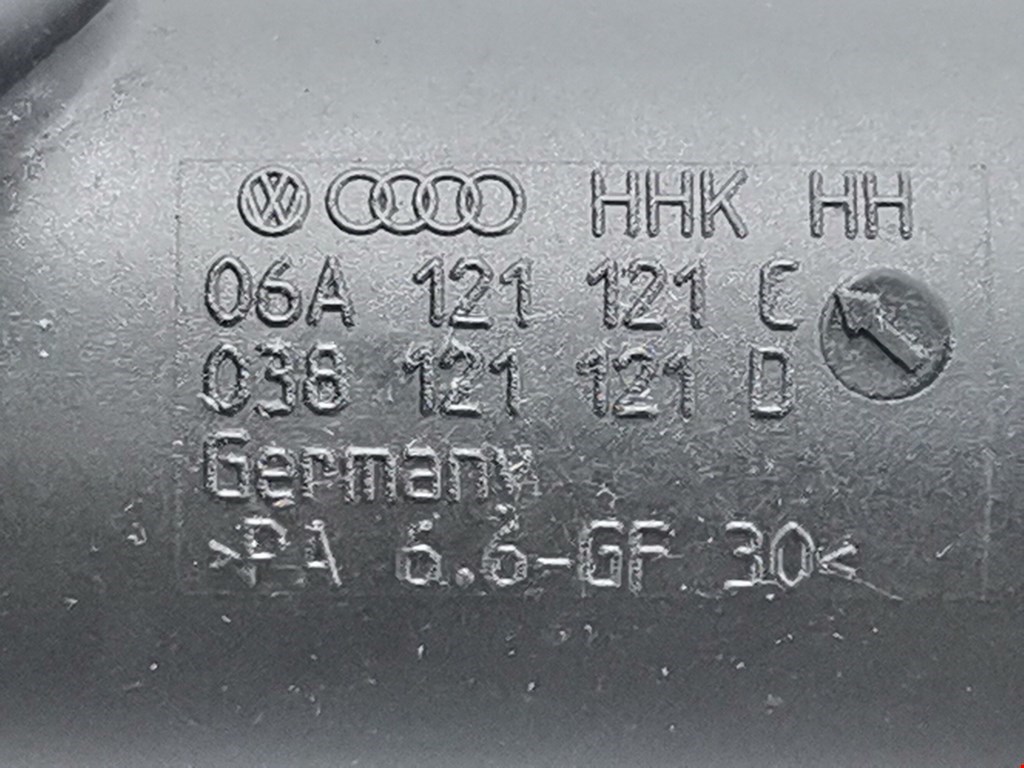 HHK HH
06A 121 121 C
038 121 121 D
Germany
>PA 6.6-GF 30<